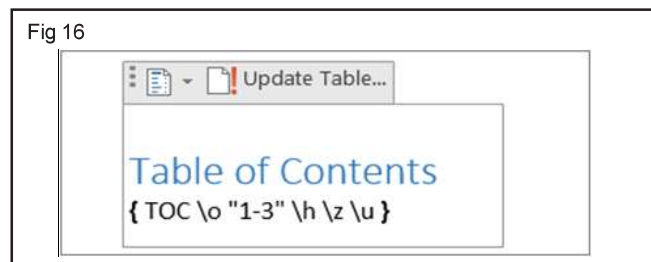 Fig 16
Update Table...
Table of Contents
{ TOC \o "1-3" \h \z \u }